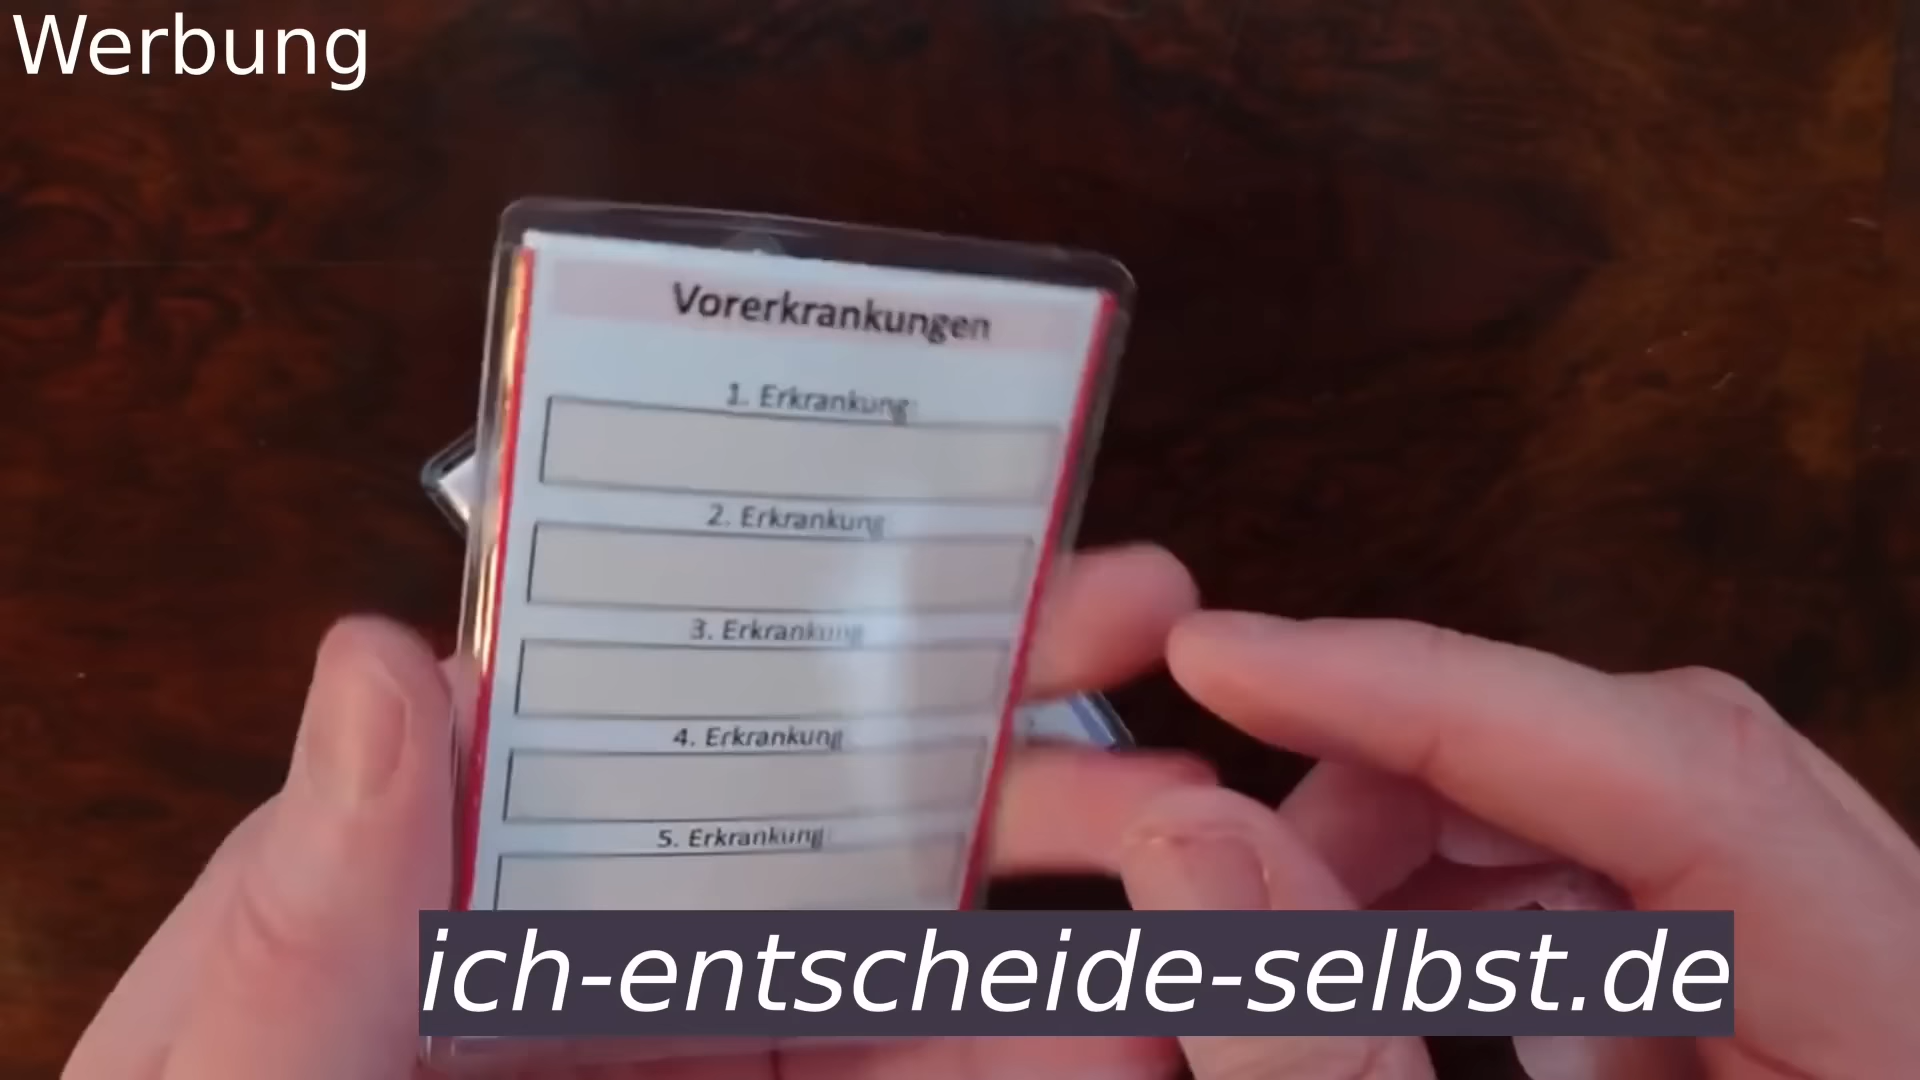 Werbung
Vorerkrankungen
1. Erkrankung:
2. Erkrankung
3. Erkrankung
4. Erkrankung
5. Erkrankung:
ich-entscheide-selbst.de